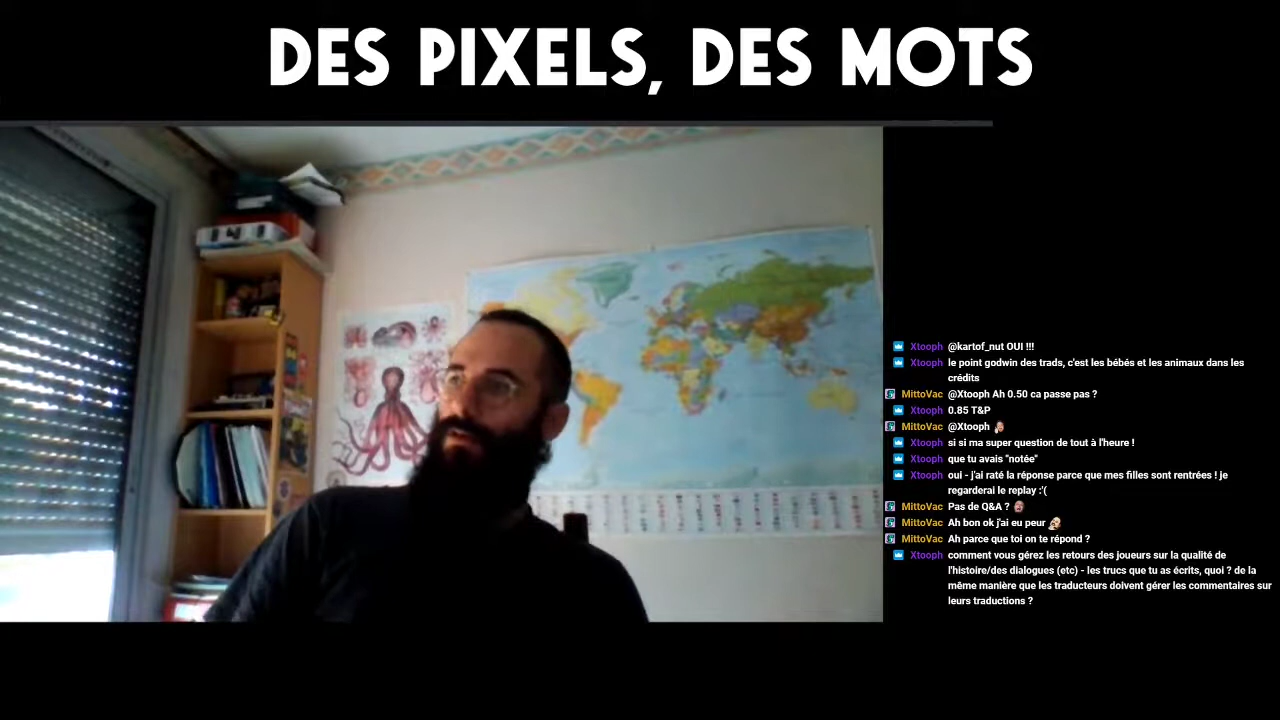 DES PIXELS, DES MOTS
Xtooph @kartof_nut OUI !!!
Xtooph le point godwin des trads, c'est les bébés et les animaux dans les
crédits
MittoVac @Xtooph Ah 0.50 ca passe pas ?
Xtooph 0.85 T&P
MittoVac @Xtooph
Xtooph si si ma super question de tout à l'heure !
Xtooph que tu avais "notée"
Xtooph oui - j'ai raté la réponse parce que mes filles sont rentrées ! je
regarderai le replay :'(
MittoVac Pas de Q&A ?
MittoVac Ah bon ok j'ai eu peur
MittoVac Ah parce que toi on te répond ?
Xtooph comment vous gérez les retours des joueurs sur la qualité de
l'histoire/des dialogues (etc) - les trucs que tu as écrits, quoi ? de la
même manière que les traducteurs doivent gérer les commentaires sur
leurs traductions ?